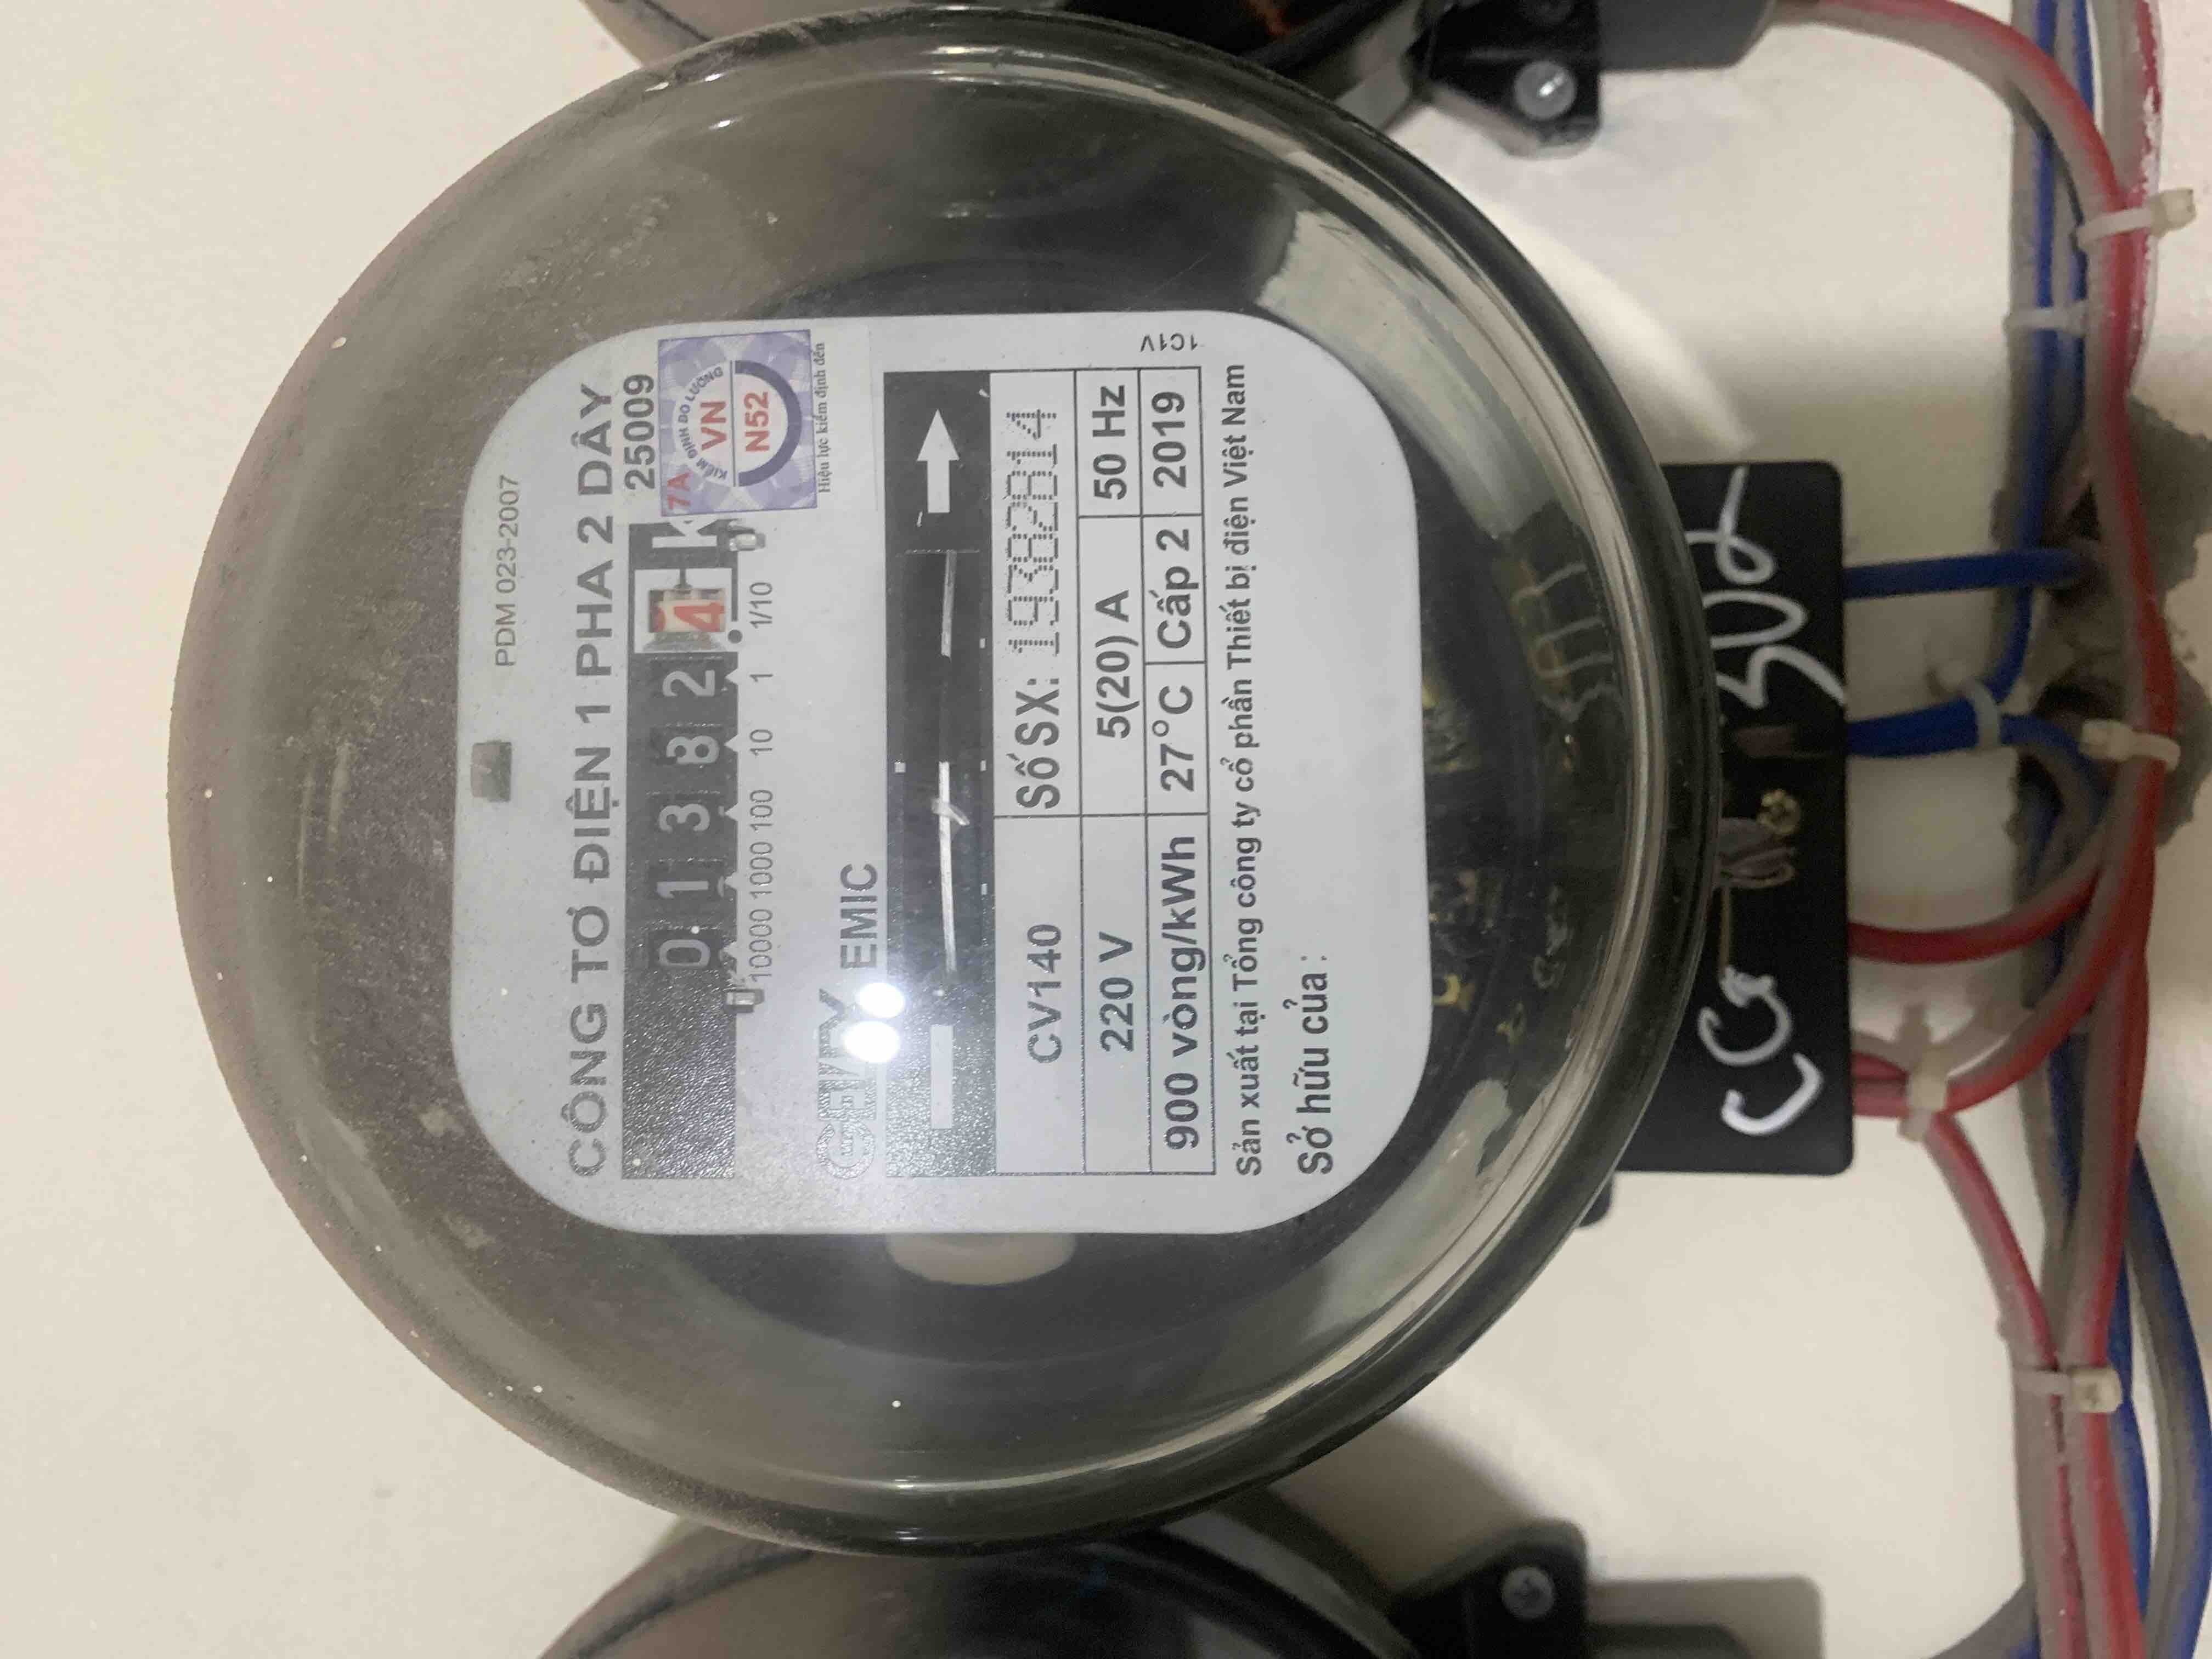 PDM 023-2007
CÔNG TƠ ĐIỆN 1 PHA 2 DÂY
25009
0 1 3 8 2 4 k
10000 1000 100 10 1 1/10
7A
KIỂM ĐỊNH ĐO LƯỜNG
VN
N52
Hiệu lực kiểm định đến
EMIC
CV140 Số SX: 19382814
220 V 5(20) A 50 Hz
900 vòng/kWh 27°C Cấp 2 2019
1C1V
Sản xuất tại Tổng công ty cổ phần Thiết bị điện Việt Nam
Sở hữu của: